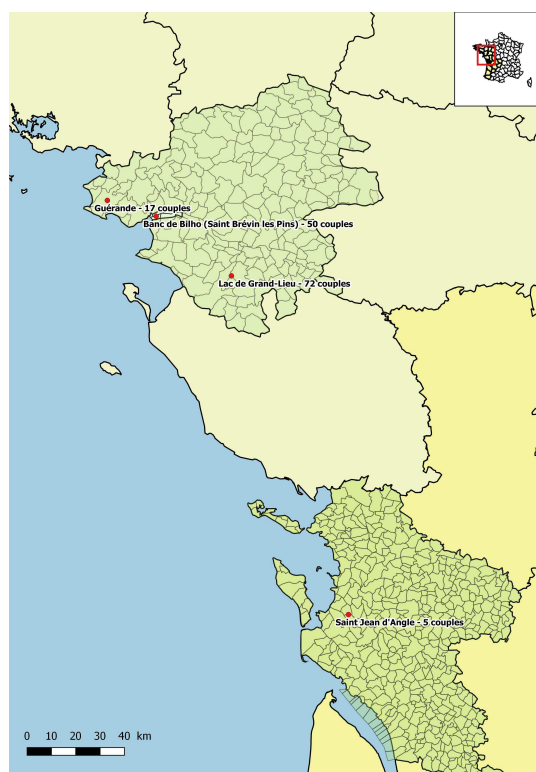 Guérande - 17 couples
Banc de Bilho (Saint Brévin les Pins) - 50 couples
Lac de Grand-Lieu - 72 couples
Saint Jean d'Angle - 5 couples
0 10 20 30 40 km